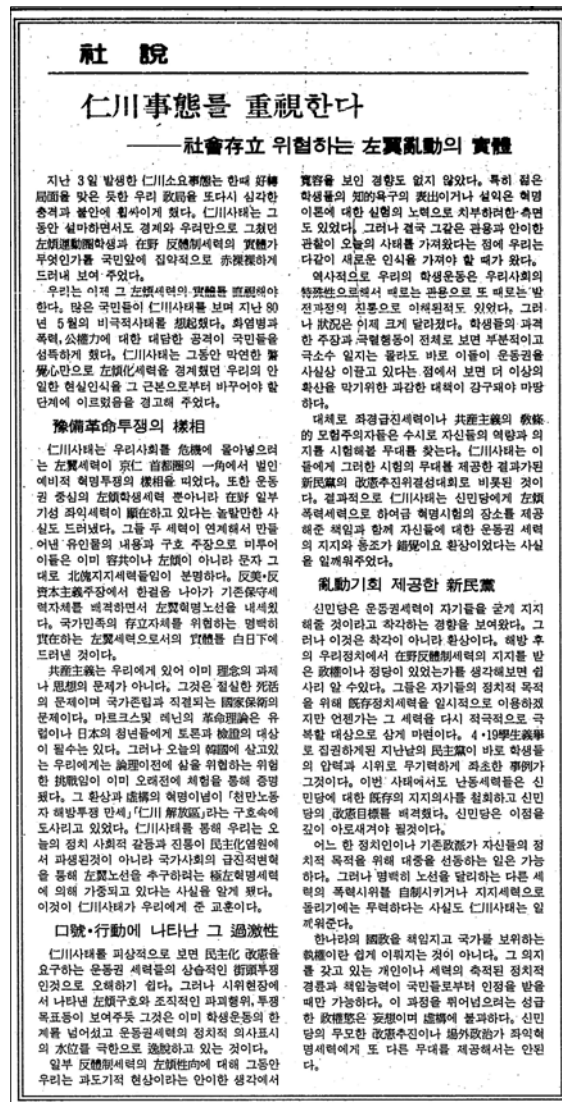 社 說
仁川事態를 重視한다
──社會存立 위협하는 左翼亂動의 實體
지난 3일 발생한 仁川소요事態는 한때 好轉
局面을 맞은 듯한 우리 政局을 또다시 심각한
충격과 불안에 휩싸이게 했다. 仁川사태는 그
동안 설마하면서도 경계와 우려만으로 그쳤던
左傾運動圈학생과 在野 反體制세력의 實體가
무엇인가를 국민앞에 집약적으로 赤裸裸하게
드러내 보여 주었다.
우리는 이제 그 左傾세력의 實體를 直視해야
한다. 많은 국민들이 仁川사태를 보며 지난 80
년 5월의 비극적사태를 想起했다. 화염병과
폭력, 公權力에 대한 대담한 공격이 국민들을
섬뜩하게 했다. 仁川사태는 그동안 막연한 警
覺心만으로 左傾化세력을 경계했던 우리의 안
일한 현실인식을 그 근본으로부터 바꾸어야 할
단계에 이르렀음을 경고해 주었다.
豫備革命투쟁의 樣相
仁川사태는 우리사회를 危機에 몰아넣으려
는 左翼세력이 京仁 首都圈의 一角에서 벌인
예비적 혁명투쟁의 樣相을 띠었다. 또한 운동
권 중심의 左傾학생세력 뿐아니라 在野 일부
기성 좌익세력이 顯在하고 있다는 놀랄만한 사
실도 드러냈다. 그들 두 세력이 연계해서 만들
어낸 유인물의 내용과 구호 주장으로 미루어
이들은 이미 容共이나 左傾이 아니라 문자 그
대로 北傀지지세력들임이 분명하다. 反美·反
資本主義주장에서 한걸음 나아가 기존保守세
력자체를 배격하면서 左翼혁명노선을 내세웠
다. 국가민족의 존립자체를 위협하는 명백히
實在하는 左翼세력으로서의 實體를 白日下에
드러낸 것이다.
共産主義는 우리에게 있어 이미 理念의 과제
나 思想의 문제가 아니다. 그것은 절실한 死活
의 문제이며 국가존립과 직결되는 國家保衛의
문제이다. 마르크스및 레닌의 革命理論은 유
럽이나 日本의 청년들에게 토론과 檢證의 대상
이 될수는 있다. 그러나 오늘의 韓國에 살고있
는 우리에게는 論理이전에 삶을 위협하는 위험
한 挑戰임이 이미 오래전에 체험을 통해 증명
됐다. 그 환상과 虛構의 혁명이념이 「천만노동
자 해방투쟁 만세」「仁川 解放區」라는 구호속에
도사리고 있었다. 仁川사태를 통해 우리는 오
늘의 정치 사회적 갈등과 진통이 民主化염원에
서 파생된것이 아니라 국가사회의 급진적변혁
을 통해 左翼노선을 추구하려는 極左혁명세력
에 의해 가중되고 있다는 사실을 알게 됐다.
이것이 仁川사태가 우리에게 준 교훈이다.
口號·行動에 나타난 그 過激性
仁川사태를 피상적으로 보면 民主化 改憲을
요구하는 운동권 세력들의 상습적인 街頭투쟁
인것으로 오해하기 쉽다. 그러나 시위현장에
서 나타낸 左傾구호와 조직적인 파괴행위, 투쟁
목표등이 보여주듯 그것은 이미 학생운동의 한
계를 넘어섰고 운동권세력의 정치적 의사표시
의 水位를 극한으로 逸脫하고 있는 것이다.
일부 反體制세력의 左傾性向에 대해 그동안
우리는 과도기적 현상이라는 안이한 생각에서
寬容을 보인 경향도 없지 않았다. 특히 젊은
학생들의 知的욕구의 表出이거나 설익은 혁명
이론에 대한 실험의 노력으로 치부하려한 측면
도 있었다. 그러나 결국 그같은 관용과 안이한
관찰이 오늘의 사태를 가져왔다는 점에 우리는
다같이 새로운 인식을 가져야 할 때가 왔다.
역사적으로 우리의 학생운동은 우리사회의
特殊性으로해서 때로는 관용으로 또 때로는 발
전과정의 진통으로 이해된적도 있었다. 그러
나 狀況은 이제 크게 달라졌다. 학생들의 과격
한 주장과 극렬행동이 전체로 보면 부분적이고
극소수 일지는 몰라도 바로 이들이 운동권을
사실상 이끌고 있다는 점에서 보면 더 이상의
확산을 막기위한 과감한 대책이 강구돼야 마땅
하다.
대체로 좌경급진세력이나 共産主義의 敎條
的 모험주의자들은 수시로 자신들의 역량과 의
지를 시험해볼 무대를 찾는다. 仁川사태는 이
들에게 그러한 시험의 무대를 제공한 결과가된
新民黨의 改憲추진위결성대회로 비롯된 것이
다. 결과적으로 仁川사태는 신민당에게 左傾
폭력세력으로 하여금 혁명시험의 장소를 제공
해준 책임과 함께 자신들에 대한 운동권 세력
의 지지와 동조가 錯覺이요 환상이었다는 사실
을 일깨워주었다.
亂動기회 제공한 新民黨
신민당은 운동권세력이 자기들을 굳게 지지
해줄 것이라고 착각하는 경향을 보여왔다. 그
러나 이것은 착각이 아니라 환상이다. 해방 후
의 우리정치에서 在野反體制세력의 지지를 받
은 政權이나 정당이 있었는가를 생각해보면 쉽
사리 알 수있다. 그들은 자기들의 정치적 목적
을 위해 旣存정치세력을 일시적으로 이용하겠
지만 언젠가는 그 세력을 다시 적극적으로 극
복할 대상으로 삼게 마련이다. 4·19學生義擧
로 집권하게된 지난날의 民主黨이 바로 학생들
의 압력과 시위로 무기력하게 좌초한 事例가
그것이다. 이번 사태에서도 난동세력들은 신
민당에 대한 旣存의 지지의사를 철회하고 신민
당의 改憲目標를 배격했다. 신민당은 이점을
깊이 아로새겨야 될것이다.
어느 한 정치인이나 기존政派가 자신들의 정
치적 목적을 위해 대중을 선동하는 일은 가능
하다. 그러나 명백히 노선을 달리하는 다른 세
력의 폭력시위를 自制시키거나 지지세력으로
돌리기에는 무력하다는 사실도 仁川사태는 일
깨워준다.
한나라의 國政을 책임지고 국가를 보위하는
執權이란 쉽게 이뤄지는 것이 아니다. 그 의지
를 갖고 있는 개인이나 세력의 축적된 정치적
경륜과 책임능력이 국민들로부터 인정을 받을
때만 가능하다. 이 과정을 뛰어넘으려는 성급
한 政權慾은 妄想이며 虛構에 불과하다. 신민
당의 무모한 改憲추진이나 場外政治가 좌익혁
명세력에게 또 다른 무대를 제공해서는 안된
다.